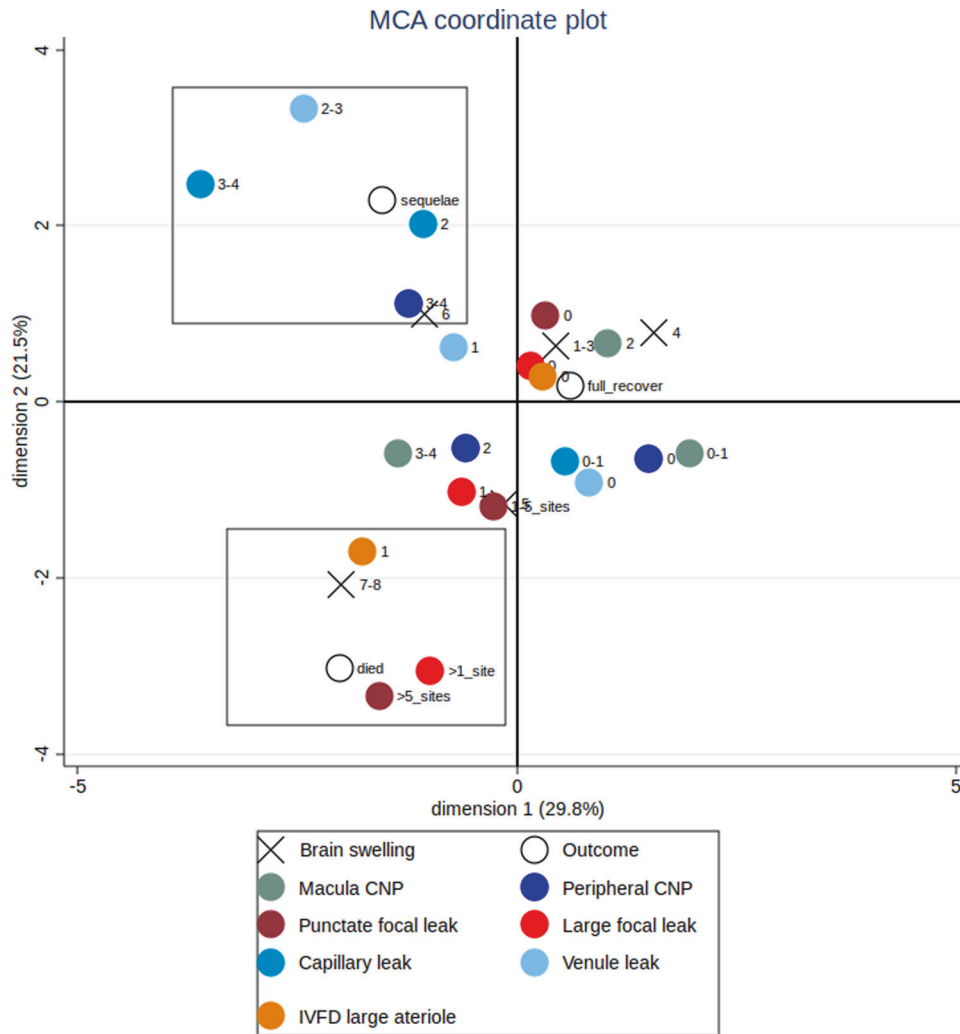 MCA coordinate plot
4
2
0
-2
-4
dimension 2 (21.5%)
2-3
3-4
sequelae
2
3-4
6
1
0
1-3
2
4
0
0
full_recover
3-4
2
0-1
0
0-1
0
1
5
1-5_sites
1
7-8
died
>1_site
>5_sites
-5
0
5
dimension 1 (29.8%)
Brain swelling
Outcome
Macula CNP
Peripheral CNP
Punctate focal leak
Large focal leak
Capillary leak
Venule leak
IVFD large ateriole